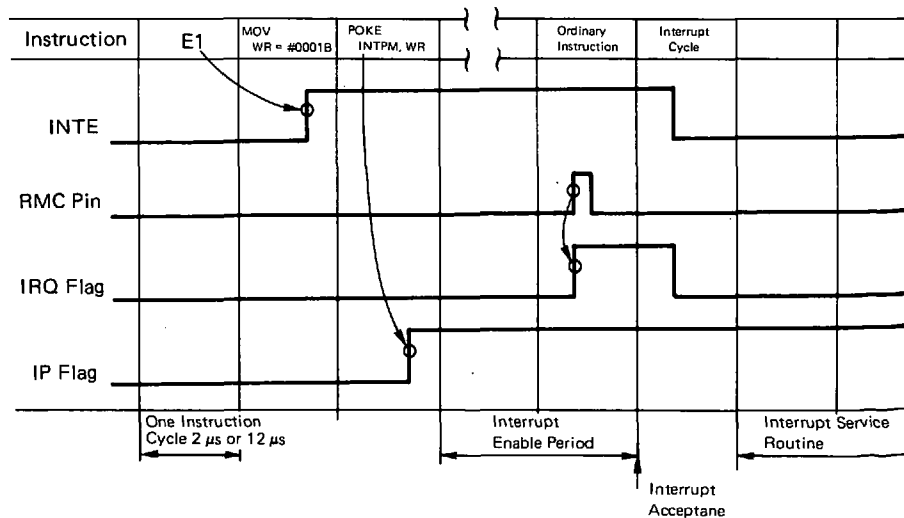 Instruction
E1
MOV
WR = #0001B
POKE
INTPM, WR
Ordinary
Instruction
Interrupt
Cycle
INTE
RMC Pin
IRQ Flag
IP Flag
One Instruction
Cycle 2 μs or 12 μs
Interrupt
Enable Period
Interrupt Service
Routine
Interrupt
Acceptane